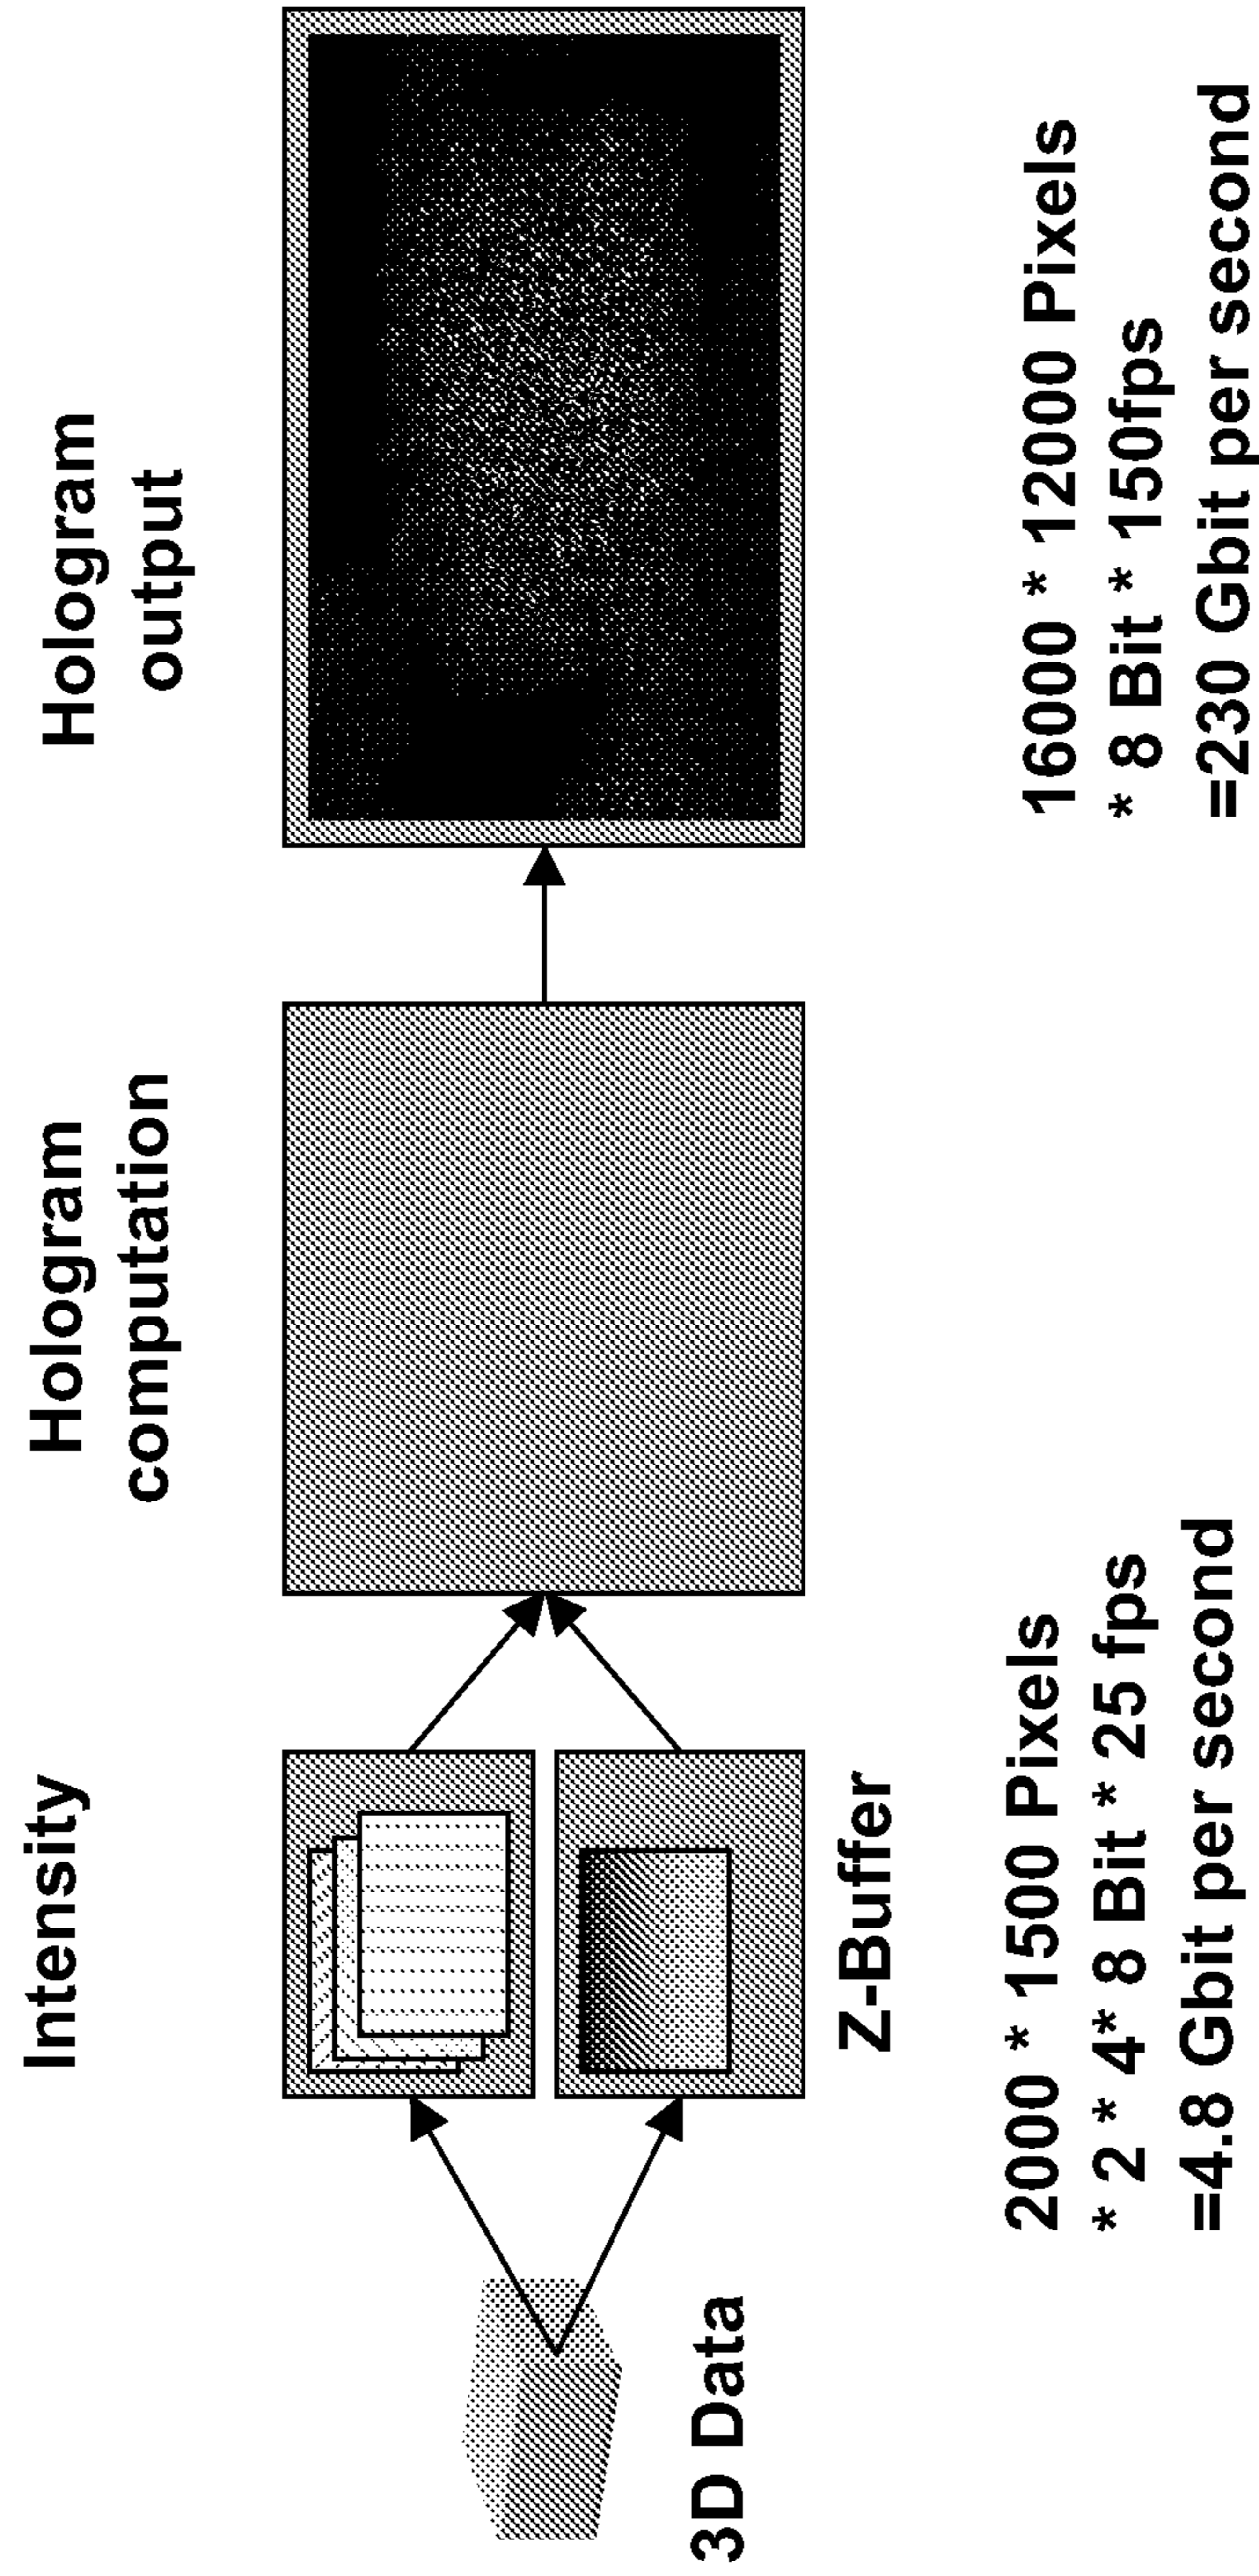 Intensity
Hologram
computation
Hologram
output
3D Data
Z-Buffer
2000 * 1500 Pixels
* 2 * 4* 8 Bit * 25 fps
=4.8 Gbit per second
16000 * 12000 Pixels
* 8 Bit * 150fps
=230 Gbit per second